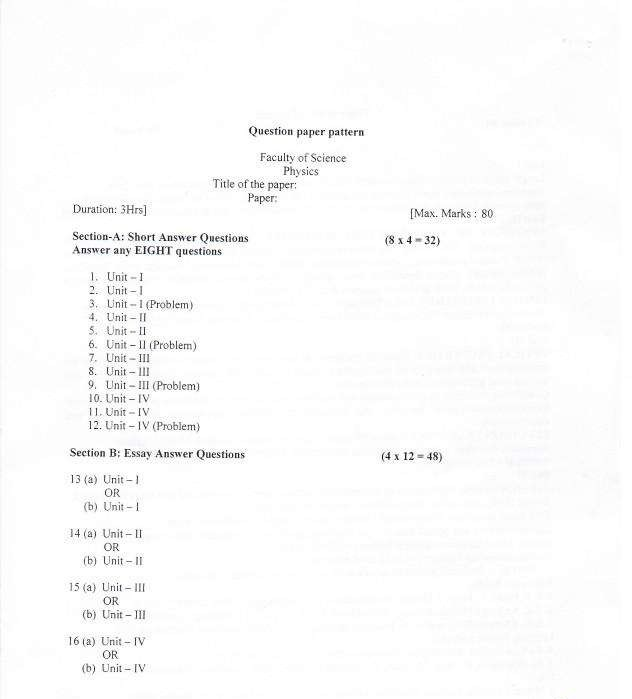 Question paper pattern
Faculty of Science
Physics
Title of the paper:
Paper:
Duration: 3Hrs]
[Max. Marks : 80
Section-A: Short Answer Questions (8 x 4 = 32)
Answer any EIGHT questions
1. Unit – I
2. Unit – I
3. Unit – I (Problem)
4. Unit – II
5. Unit – II
6. Unit – II (Problem)
7. Unit – III
8. Unit – III
9. Unit – III (Problem)
10. Unit – IV
11. Unit – IV
12. Unit – IV (Problem)
Section B: Essay Answer Questions (4 x 12 = 48)
13 (a) Unit – I
OR
(b) Unit – I
14 (a) Unit – II
OR
(b) Unit – II
15 (a) Unit – III
OR
(b) Unit – III
16 (a) Unit – IV
OR
(b) Unit – IV